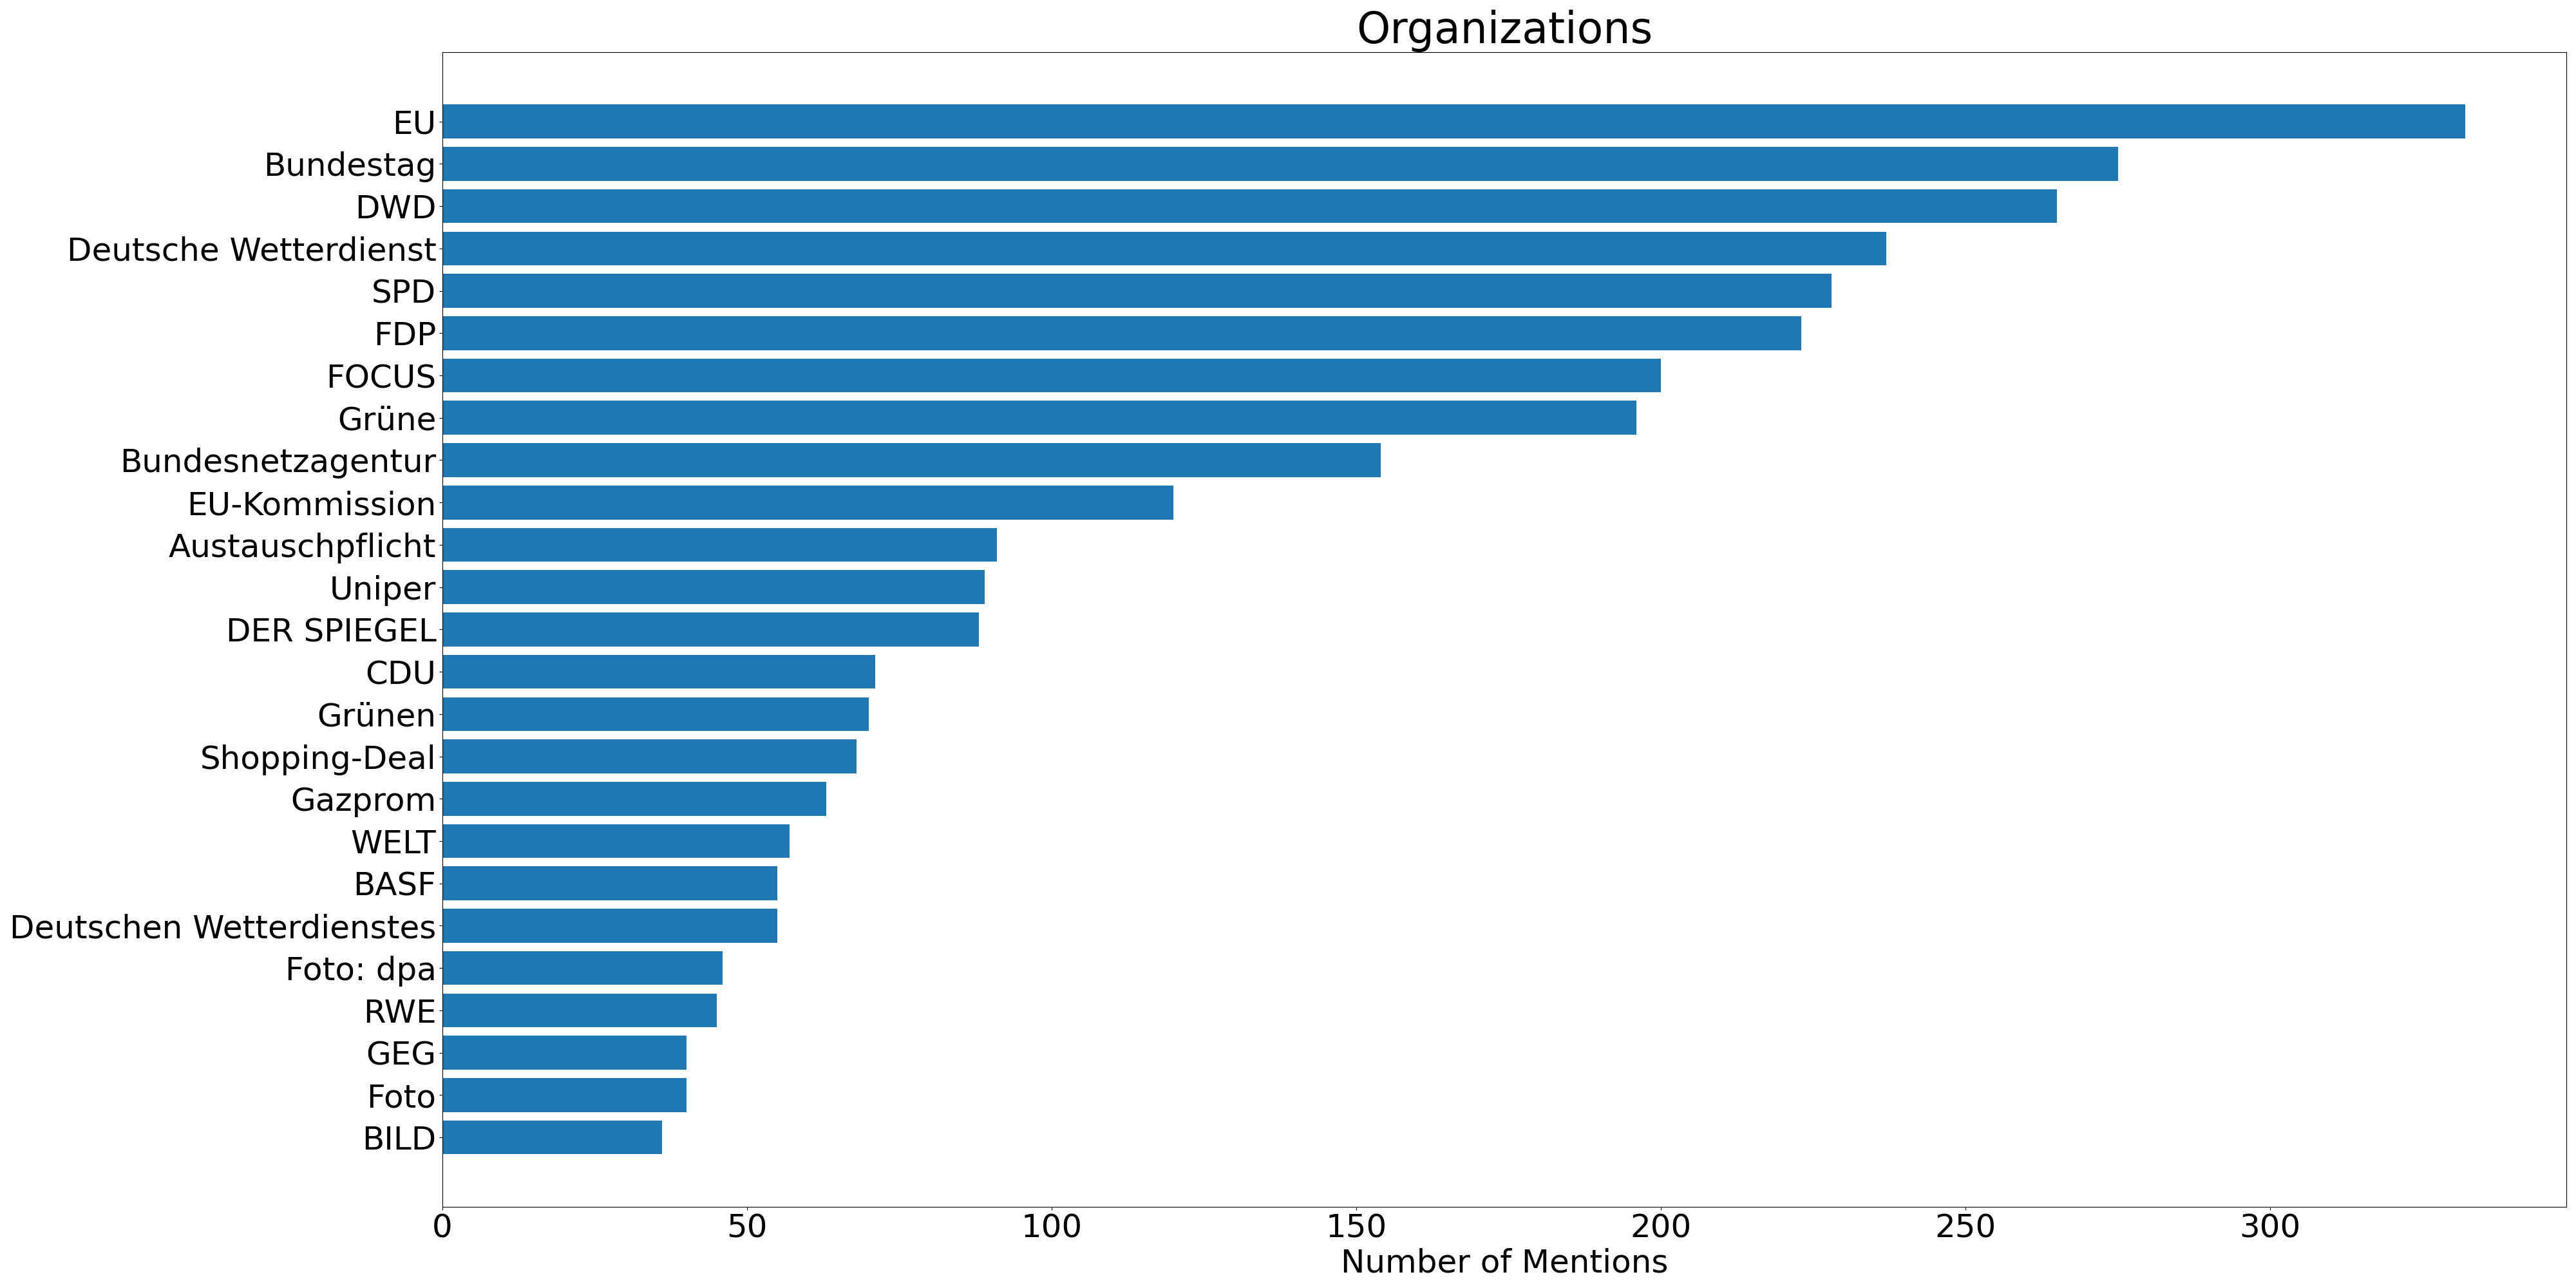 Organizations
EU
Bundestag
DWD
Deutsche Wetterdienst
SPD
FDP
FOCUS
Grüne
Bundesnetzagentur
EU-Kommission
Austauschpflicht
Uniper
DER SPIEGEL
CDU
Grünen
Shopping-Deal
Gazprom
WELT
BASF
Deutschen Wetterdienstes
Foto: dpa
RWE
GEG
Foto
BILD
0 50 100 150 200 250 300
Number of Mentions